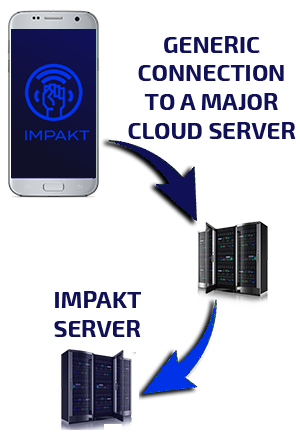 GENERIC
CONNECTION
TO A MAJOR
CLOUD SERVER
IMPAKT
IMPAKT
SERVER